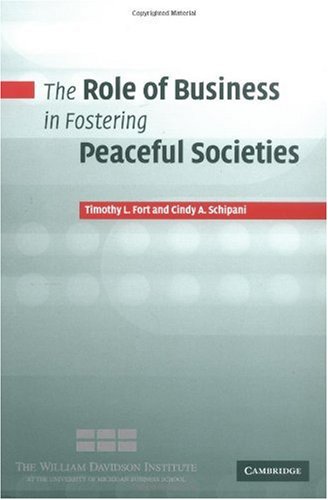 Copyrighted Material
The Role of Business
in Fostering
Peaceful Societies
Timothy L. Fort and Cindy A. Schipani
THE WILLIAM DAVIDSON INSTITUTE
AT THE UNIVERSITY OF MICHIGAN BUSINESS SCHOOL
CAMBRIDGE